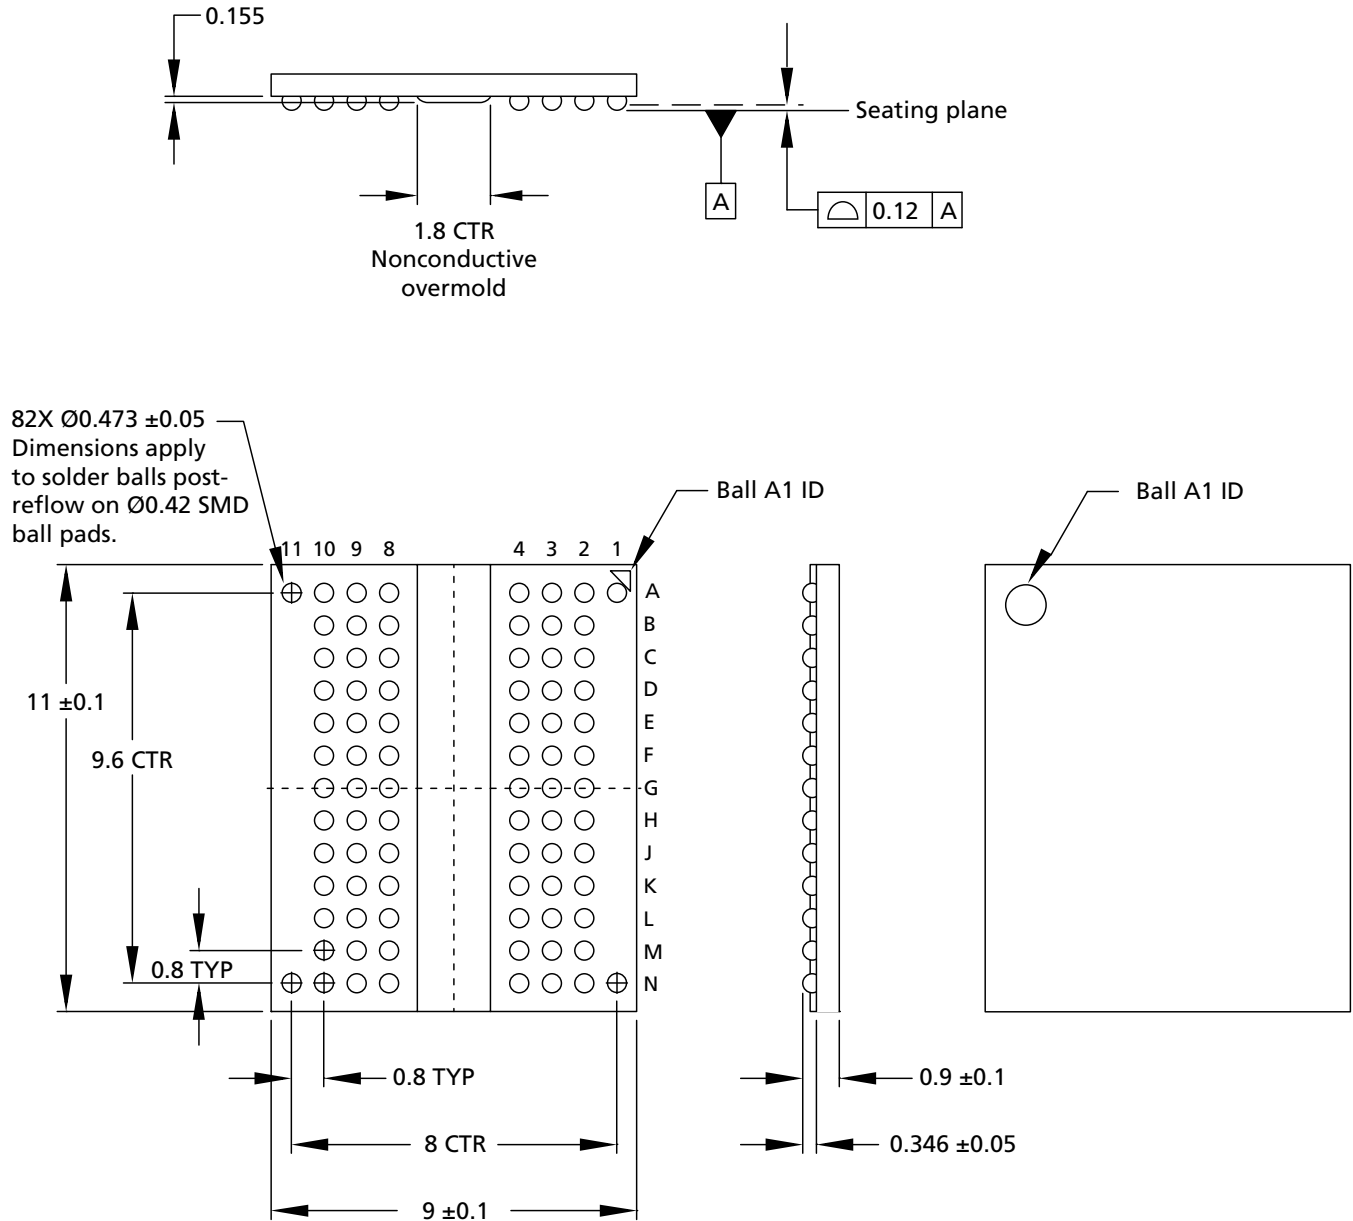 0.155
Seating plane
A
0.12 A
1.8 CTR
Nonconductive
overmold
82X Ø0.473 ±0.05
Dimensions apply
to solder balls post-
reflow on Ø0.42 SMD
ball pads.
Ball A1 ID
Ball A1 ID
11 10 9 8 4 3 2 1
A
B
C
D
E
F
G
H
J
K
L
M
N
11 ±0.1
9.6 CTR
0.8 TYP
0.8 TYP
0.9 ±0.1
8 CTR
0.346 ±0.05
9 ±0.1